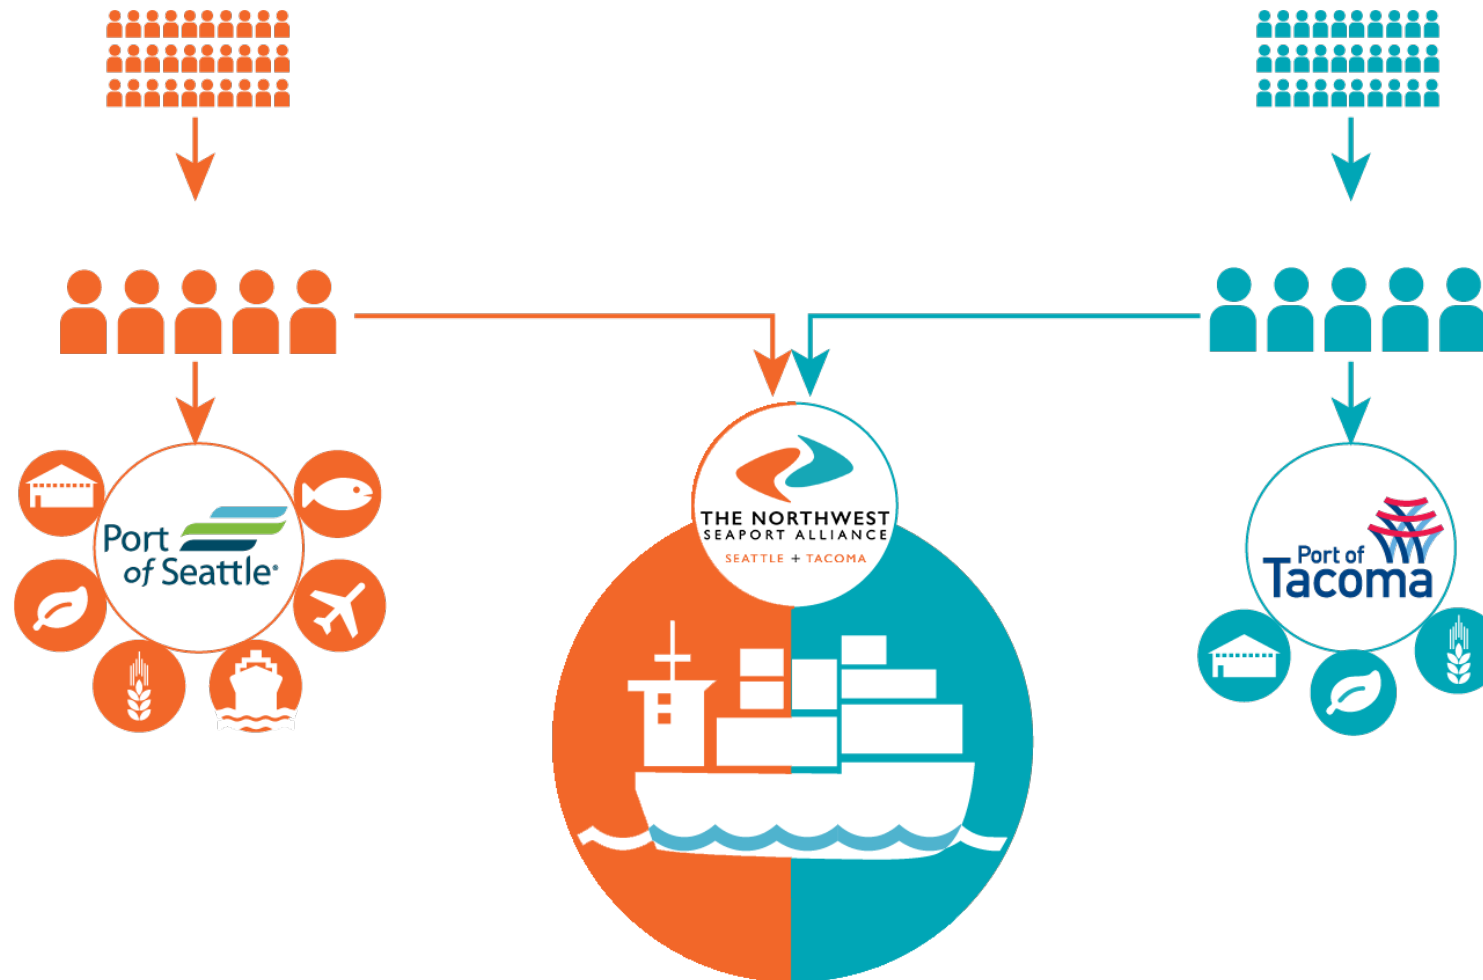 Port
of Seattle
THE NORTHWEST
SEAPORT ALLIANCE
SEATTLE + TACOMA
Port of
Tacoma